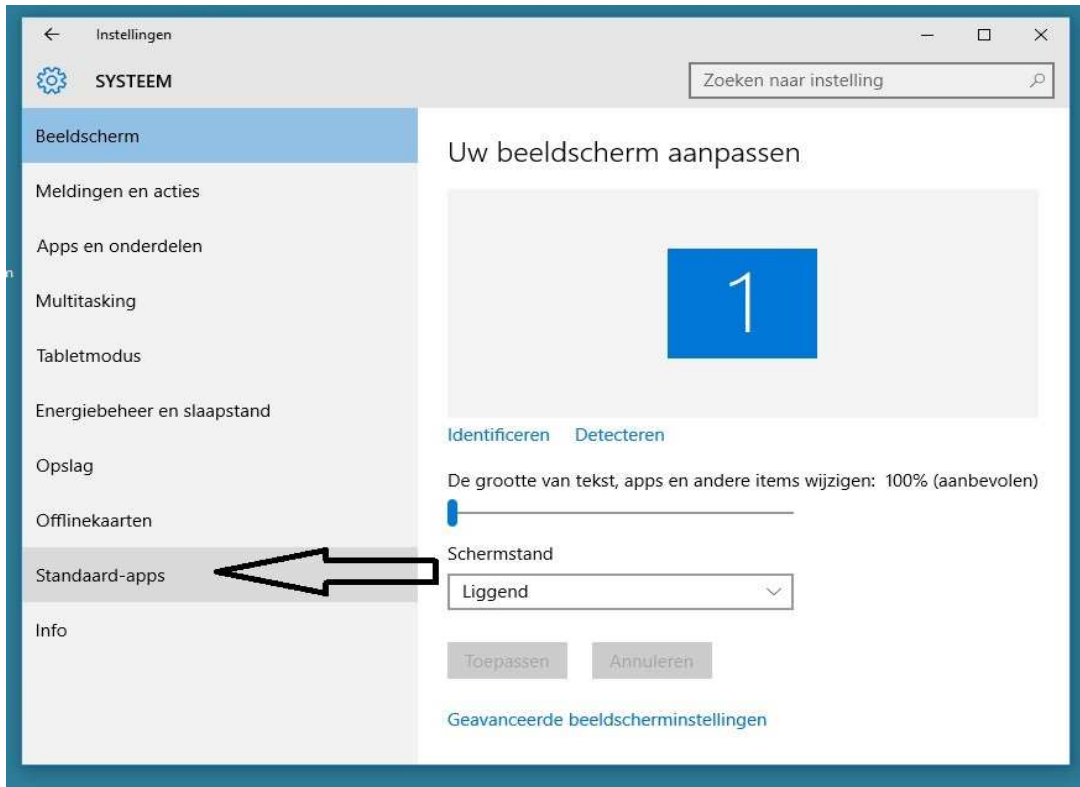 Instellingen
SYSTEEM
Zoeken naar instelling
Beeldscherm
Meldingen en acties
Apps en onderdelen
Multitasking
Tabletmodus
Energiebeheer en slaapstand
Opslag
Offlinekaarten
Standaard-apps
Info
Uw beeldscherm aanpassen
1
Identificeren Detecteren
De grootte van tekst, apps en andere items wijzigen: 100% (aanbevolen)
Schermstand
Liggend
Toepassen Annuleren
Geavanceerde beeldscherminstellingen